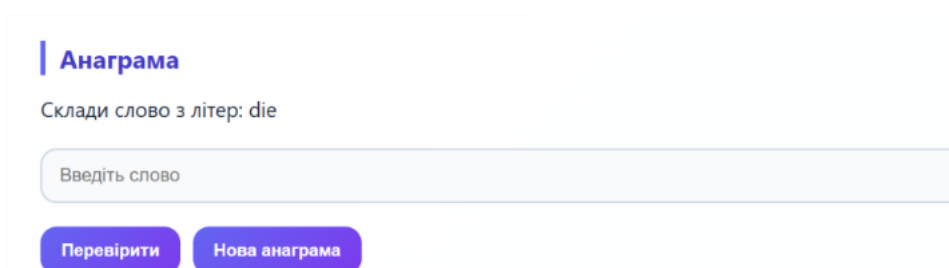 Анаграма
Склади слово з літер: die
Введіть слово
Перевірити Нова анаграма